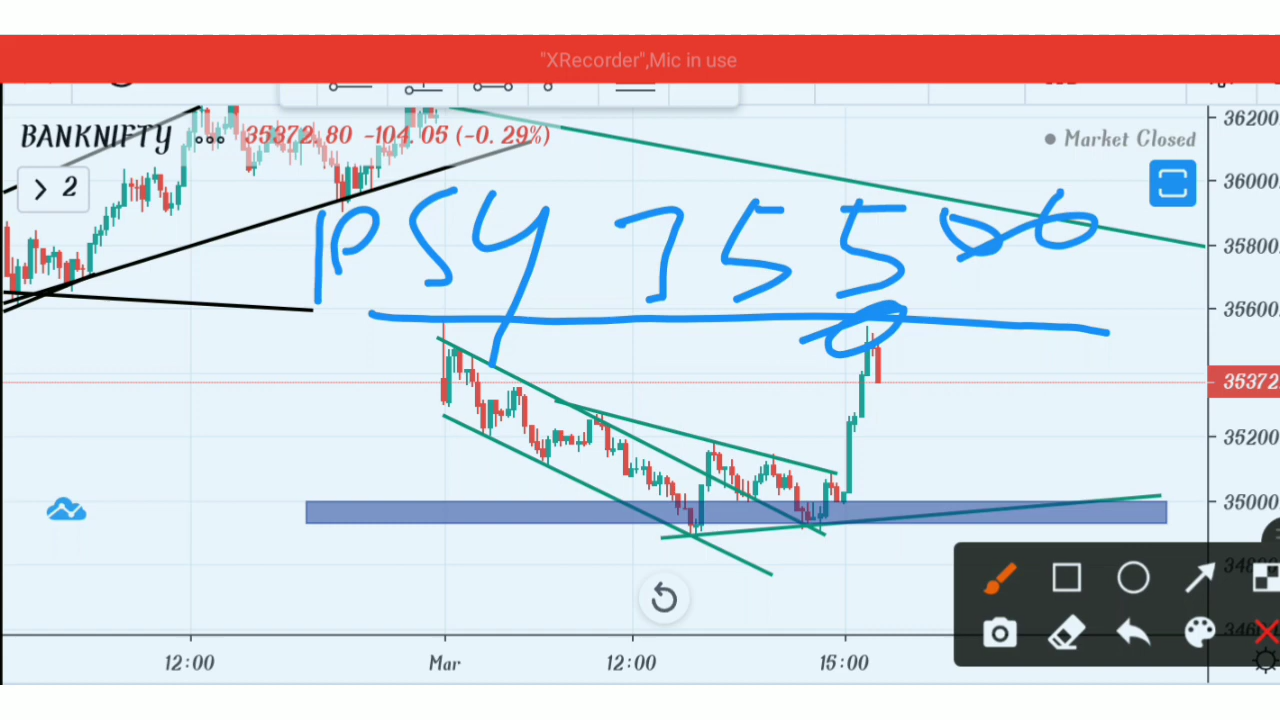 "XRecorder",Mic in use
BANKNIFTY ... 35372.80 -104.05 (-0.29%)
Market Closed
2
PSY 35500
36200
36000
35800
35600
35372
35200
35000
12:00
Mar
12:00
15:00